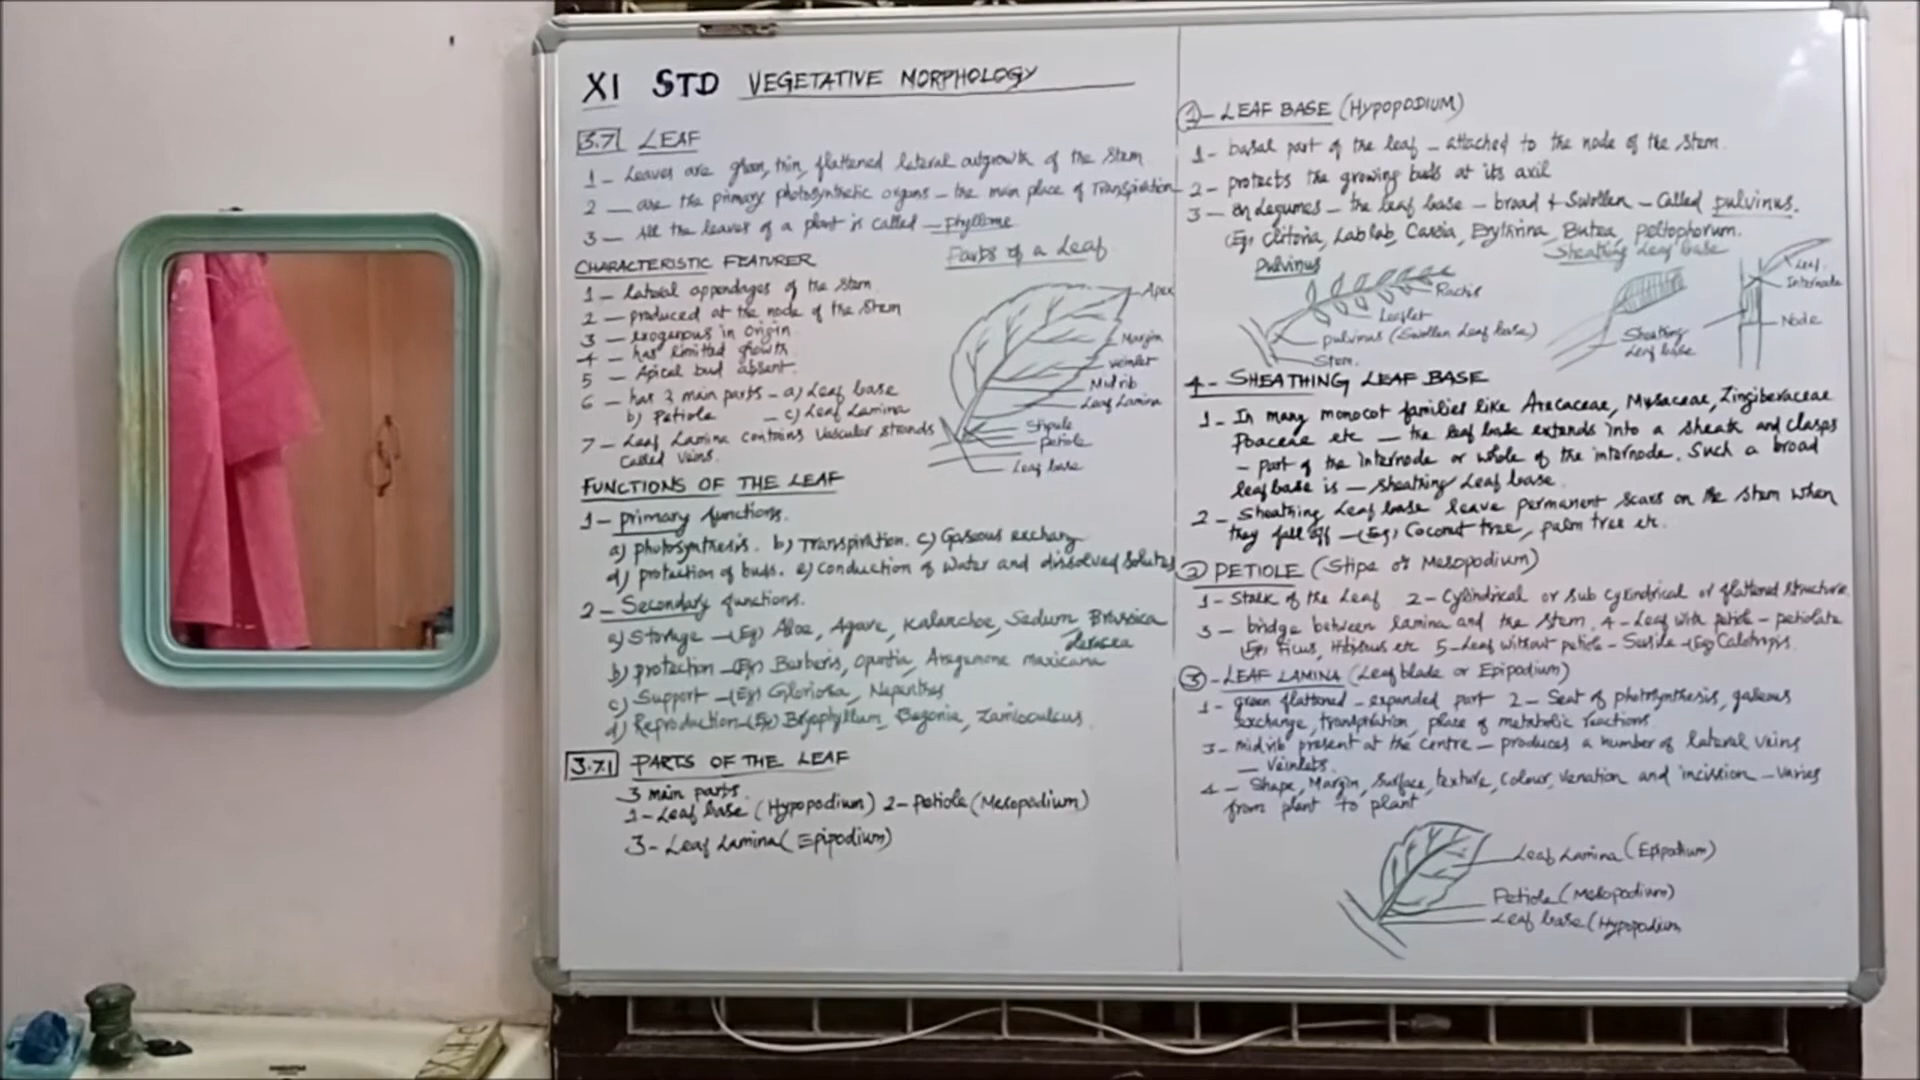 XI STD VEGETATIVE MORPHOLOGY
3.7 LEAF
1 - Leaves are green, thin, flattened lateral outgrowth of the stem
2 - are the primary photosynthetic organs - the main place of Transpiration
3 - All the leaves of a plant is called - phyllome
CHARACTERISTIC FEATURER
1 - lateral appendages of the stem
2 - produced at the node of the stem
3 - exogenous in origin
4 - has limited growth
5 - Apical bud absent.
6 - has 3 main parts - a) Leaf base
b) Petiole - c) Leaf Lamina
7 - Leaf Lamina contains Vascular strands
Called veins.
Parts of a Leaf
Apex
Margin
veinlet
Midrib
Leaf Lamina
Stipule
petiole
Leaf base
FUNCTIONS OF THE LEAF
1 - primary functions.
a) photosynthesis. b) Transpiration. c) Gaseous exchang
d) protection of buds. e) Conduction of water and dissolved solutes
2 - Secondary functions.
a) Storage - (Eg) Aloe, Agave, Kalanchoe, Sedum Brassica
b) protection - (Eg) Barberis, Opuntia, Aregemone maxicana
c) Support - (Eg) Gloriosa, Nepenthes
d) Reproduction - (Eg) Bryophyllum, Begonia, Zamioculcus.
3.7.1 PARTS OF THE LEAF
3 main parts.
1 - Leaf base (Hypopodium) 2 - Petiole (Mesopodium)
3 - Leaf Lamina (Epipodium)
1 - LEAF BASE (HYPOPODIUM)
1 - basal part of the leaf - attached to the node of the stem.
2 - protects the growing buds at its axil
3 - In Legumes - the leaf base - broad + Swollen - Called pulvinus.
(Eg) Clitoria, Lablab, Cassia, Erythrina, Butea, peltophorum.
pulvinus
Rachis
Leaflet
pulvinus (Swollen Leaf base)
Stem.
Sheating Leaf base
Leaf.
Internode
Node
Sheating
Leaf base
4 - SHEATHING LEAF BASE
1 - In many monocot families like Arecaceae, Musaceae, Zingiberaceae
Poaceae etc - the leaf base extends into a sheath and clasps
- part of the internode or whole of the internode. Such a broad
leaf base is - sheathing Leaf base.
2 - Sheathing Leaf base leave permanent scars on the stem when
they fall off - (Eg) Coconut tree, palm tree etc.
2 PETIOLE (Stipe or Mesopodium)
1 - Stalk of the Leaf 2 - Cylindrical or sub cylindrical or flattened structure.
3 - bridge between lamina and the stem. 4 - Leaf with petiole - petiolate
(Eg) Ficus, Hibiscus etc 5 - Leaf without petiole - Sessile - (Eg) Calotropis.
3 - LEAF LAMINA (Leaf blade or Epipodium)
1 - green flattened - expanded part 2 - Seat of photosynthesis, gaseous
exchange, transpiration, place of metabolic reactions
3 - midrib present at the centre - produces a number of lateral veins
- Veinlets.
4 - Shape, Margin, surface, texture, Colour, venation and incission - varies
from plant to plant
Leaf Lamina (Epipodium)
Petiole (Mesopodium)
Leaf base (Hypopodium